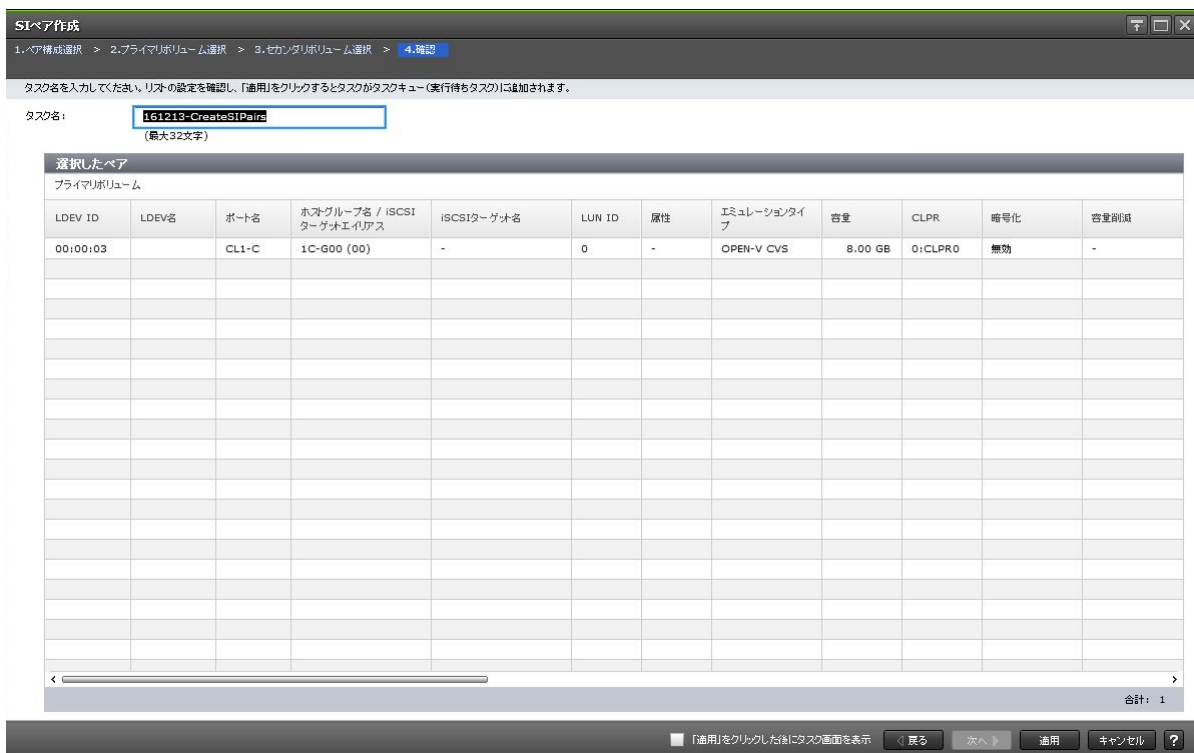 SIペア作成
1.ペア構成選択 > 2.プライマリボリューム選択 > 3.セカンダリボリューム選択 > 4.確認
タスク名を入力してください。リストの設定を確認し、「適用」をクリックするとタスクがタスクキュー(実行待ちタスク)に追加されます。
タスク名:
161213-CreateSIPairs
(最大32文字)
選択したペア
プライマリボリューム
LDEV ID LDEV名 ポート名 ホストグループ名 / iSCSI ターゲットエイリアス iSCSIターゲット名 LUN ID 属性 エミュレーションタイプ 容量 CLPR 暗号化 容量削減
00:00:03 CL1-C 1C-G00 (00) - 0 - OPEN-V CVS 8.00 GB 0:CLPR0 無効 -
合計: 1
「適用」をクリックした後にタスク画面を表示 戻る 次へ 適用 キャンセル ?